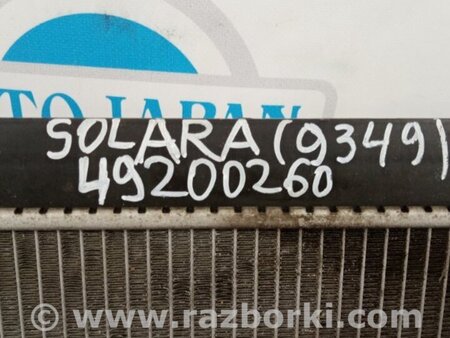 TO JAPAN
SOLARA (9349)
49200260
© www.razborki.com